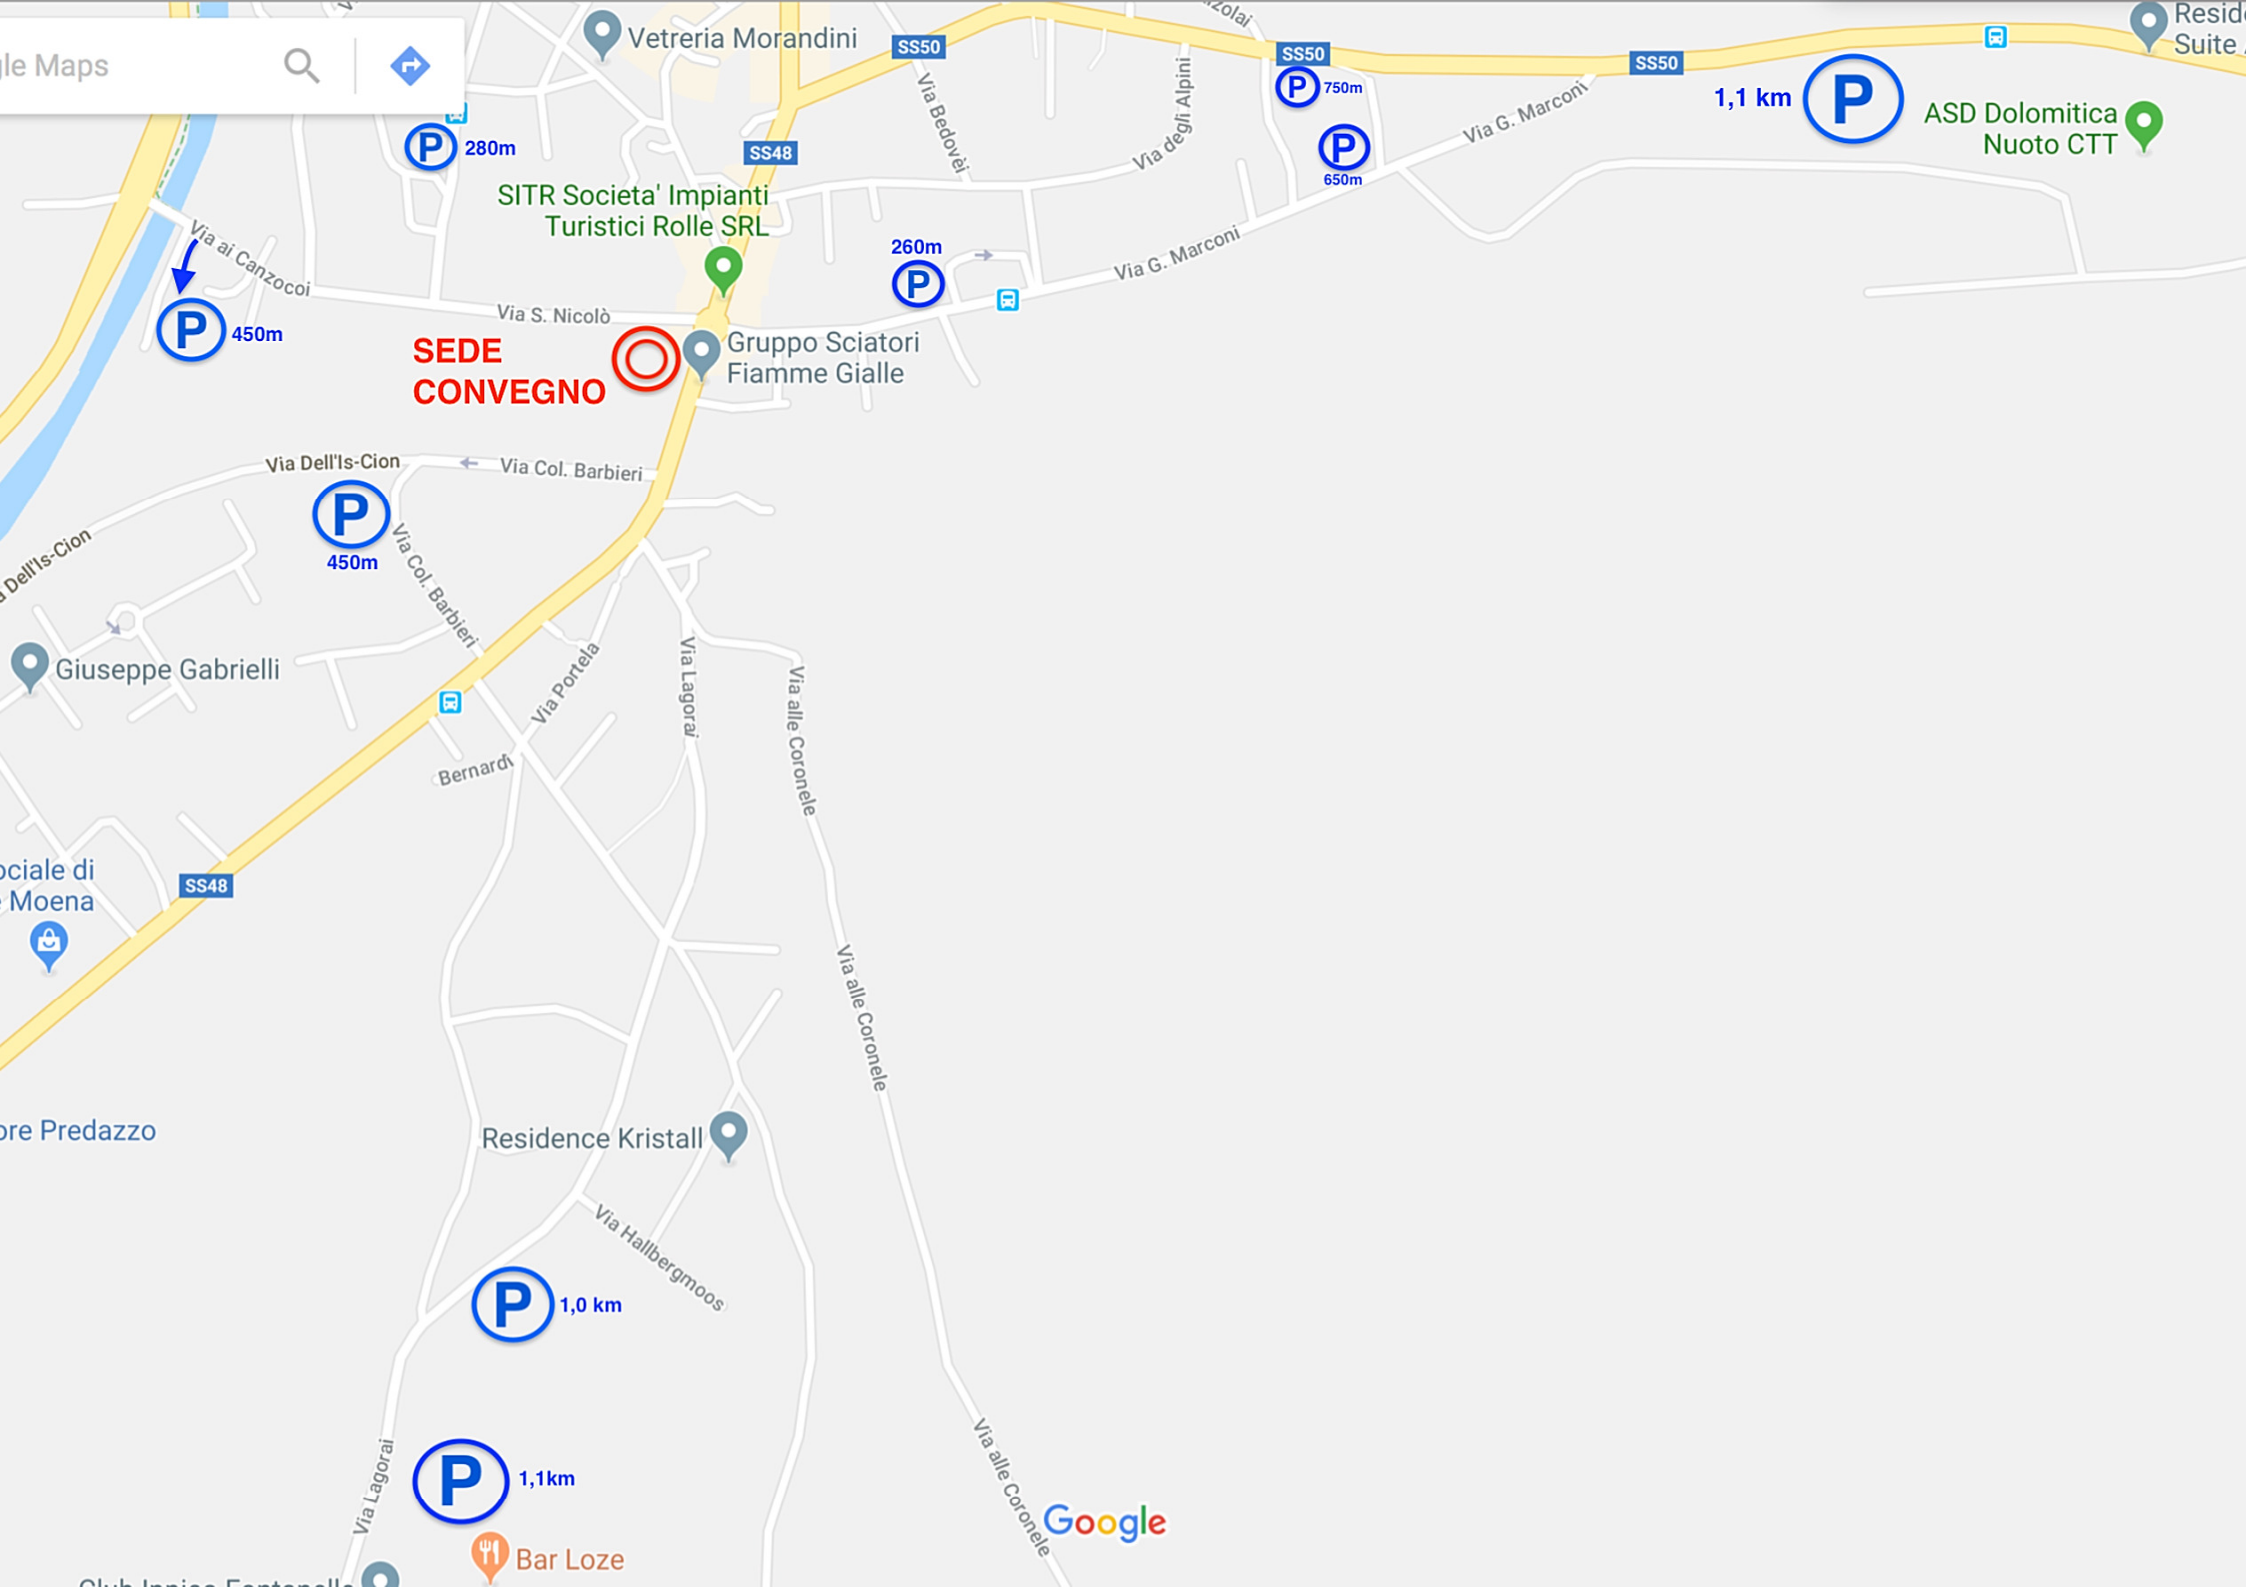 le Maps
Vetreria Morandini
SS50
zolai
SS50
SS50
Resid
Suite
P 750m
1,1 km P
ASD Dolomitica
Nuoto CTT
P 280m
SS48
Via Bedovèi
Via degli Alpini
P
650m
Via G. Marconi
SITR Societa' Impianti
Turistici Rolle SRL
260m
P
Via G. Marconi
Via ai Canzocoi
P 450m
Via S. Nicolò
SEDE
CONVEGNO
Gruppo Sciatori
Fiamme Gialle
Via Dell'Is-Cion
Via Col. Barbieri
P
450m
Dell'Is-Cion
Via Col. Barbieri
Giuseppe Gabrielli
Via Portela
Via Lagorai
Via alle Coronele
Bernardi
SS48
ociale di
Moena
Via alle Coronele
ore Predazzo
Residence Kristall
Via Hallbergmoos
P 1,0 km
P 1,1km
Via Lagorai
Via alle Coronele
Google
Bar Loze